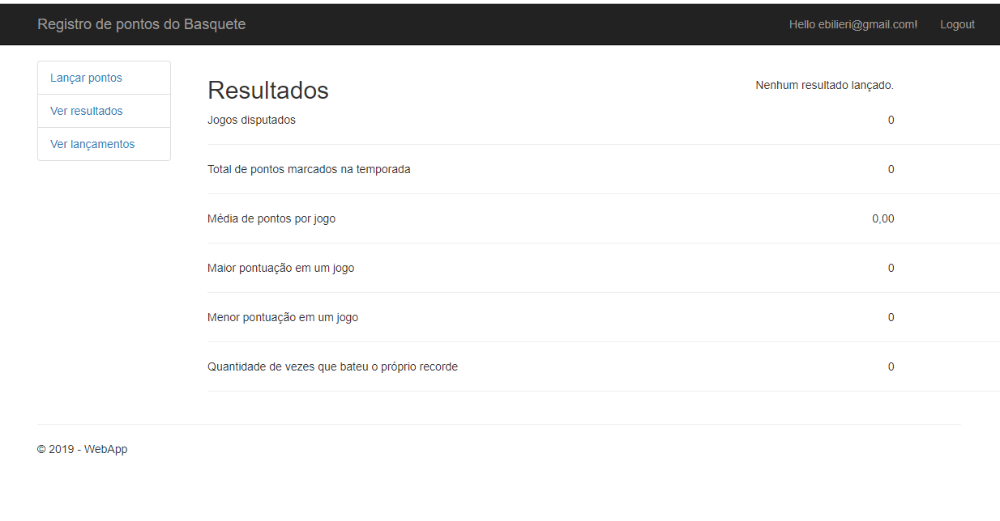 Registro de pontos do Basquete
Hello ebilieri@gmail.com!
Logout
Lançar pontos
Ver resultados
Ver lançamentos
Resultados
Nenhum resultado lançado.
Jogos disputados 0
Total de pontos marcados na temporada 0
Média de pontos por jogo 0,00
Maior pontuação em um jogo 0
Menor pontuação em um jogo 0
Quantidade de vezes que bateu o próprio recorde 0
© 2019 - WebApp